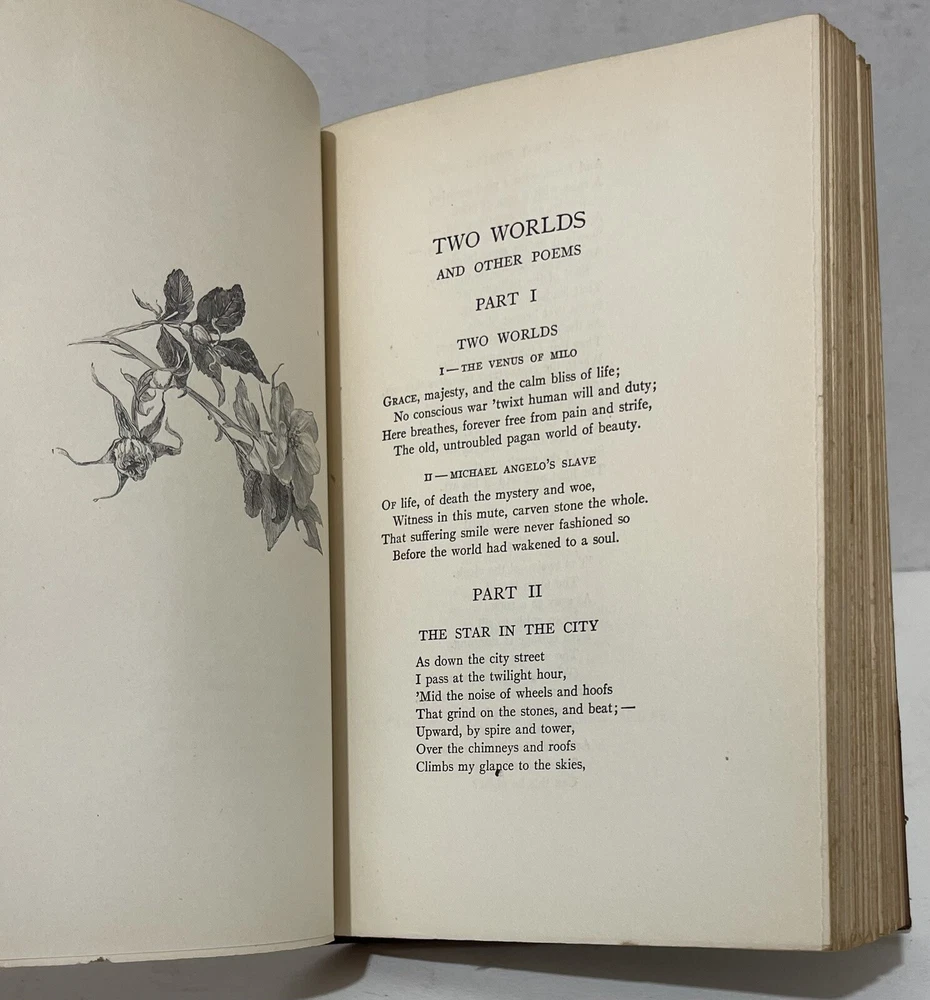 TWO WORLDS
AND OTHER POEMS
PART I
TWO WORLDS
I—THE VENUS OF MILO
GRACE, majesty, and the calm bliss of life;
No conscious war 'twixt human will and duty;
Here breathes, forever free from pain and strife,
The old, untroubled pagan world of beauty.
II—MICHAEL ANGELO'S SLAVE
OF life, of death the mystery and woe,
Witness in this mute, carven stone the whole.
That suffering smile were never fashioned so
Before the world had wakened to a soul.
PART II
THE STAR IN THE CITY
As down the city street
I pass at the twilight hour,
'Mid the noise of wheels and hoofs
That grind on the stones, and beat;—
Upward, by spire and tower,
Over the chimneys and roofs
Climbs my glance to the skies,